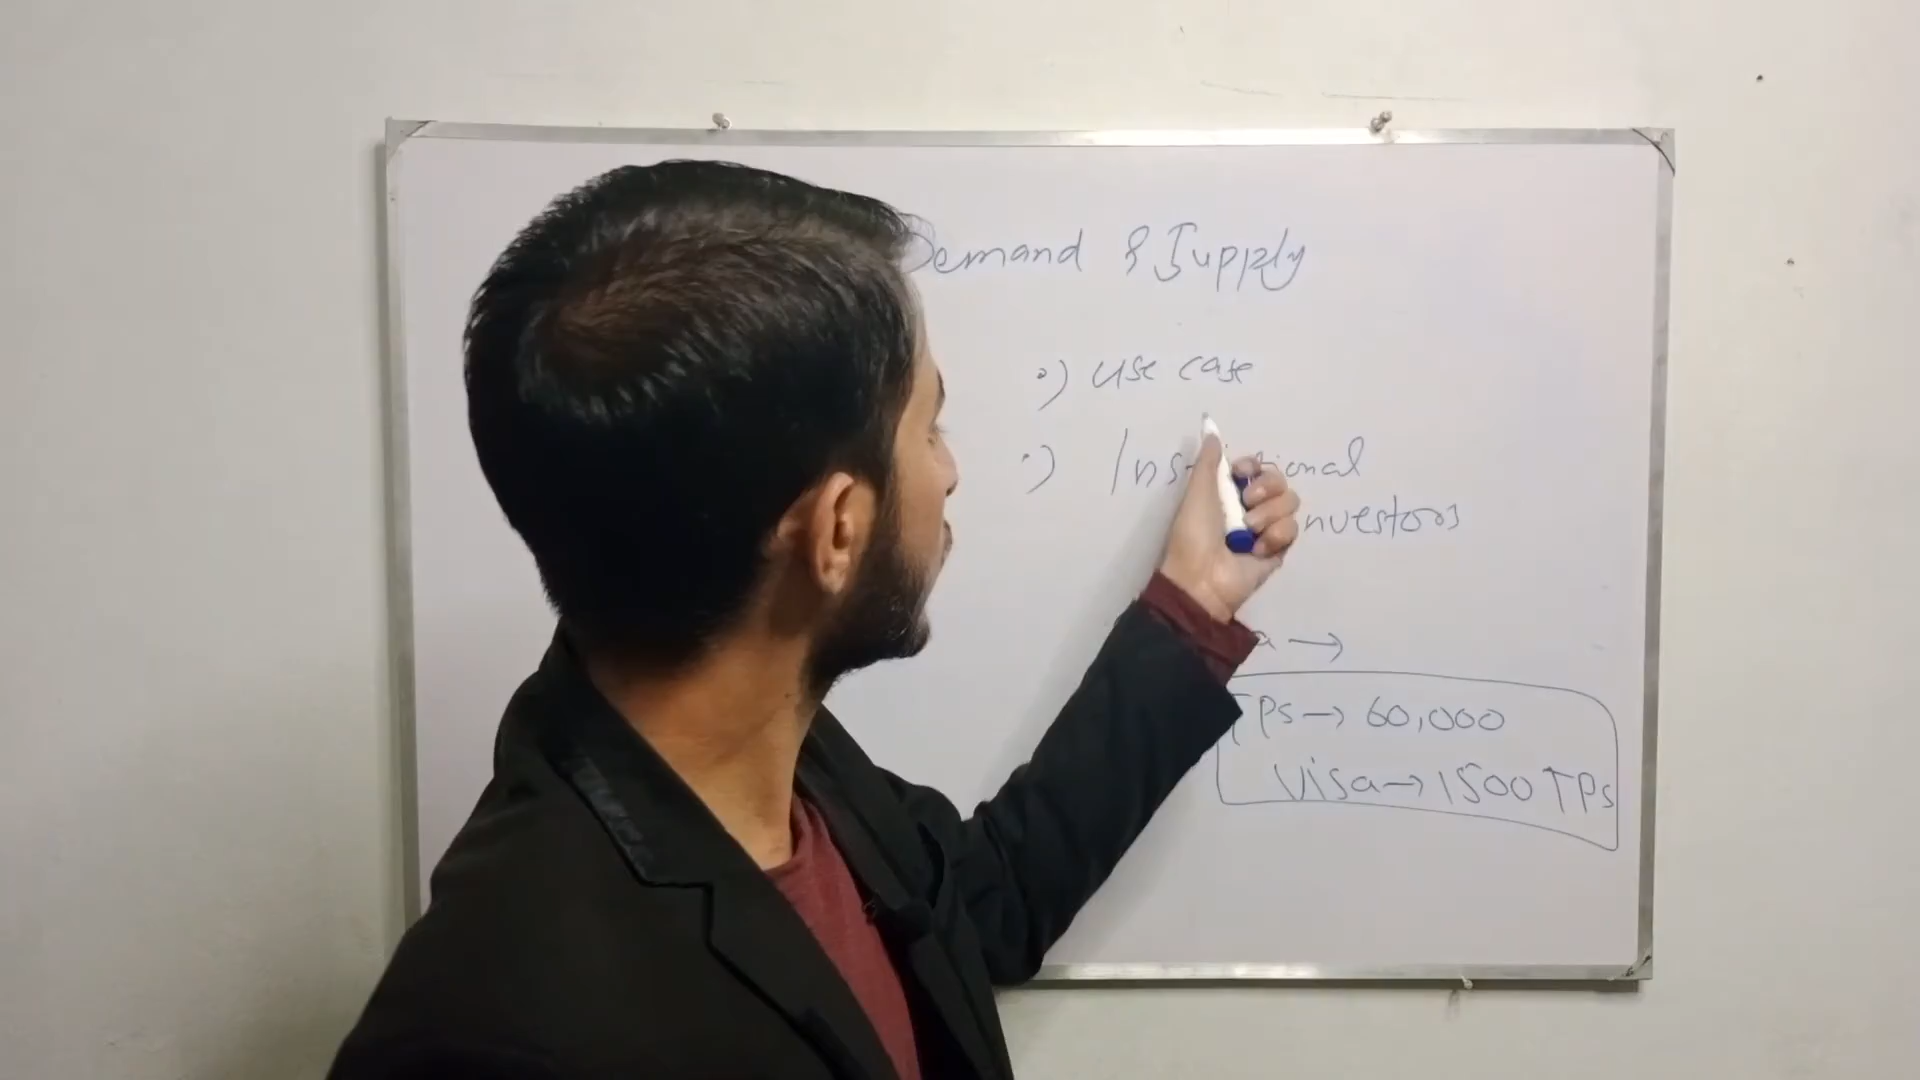 Demand & Supply
•) use case
•) Institutional
investors
a →
TPs → 60,000
Visa → 1500 TPs